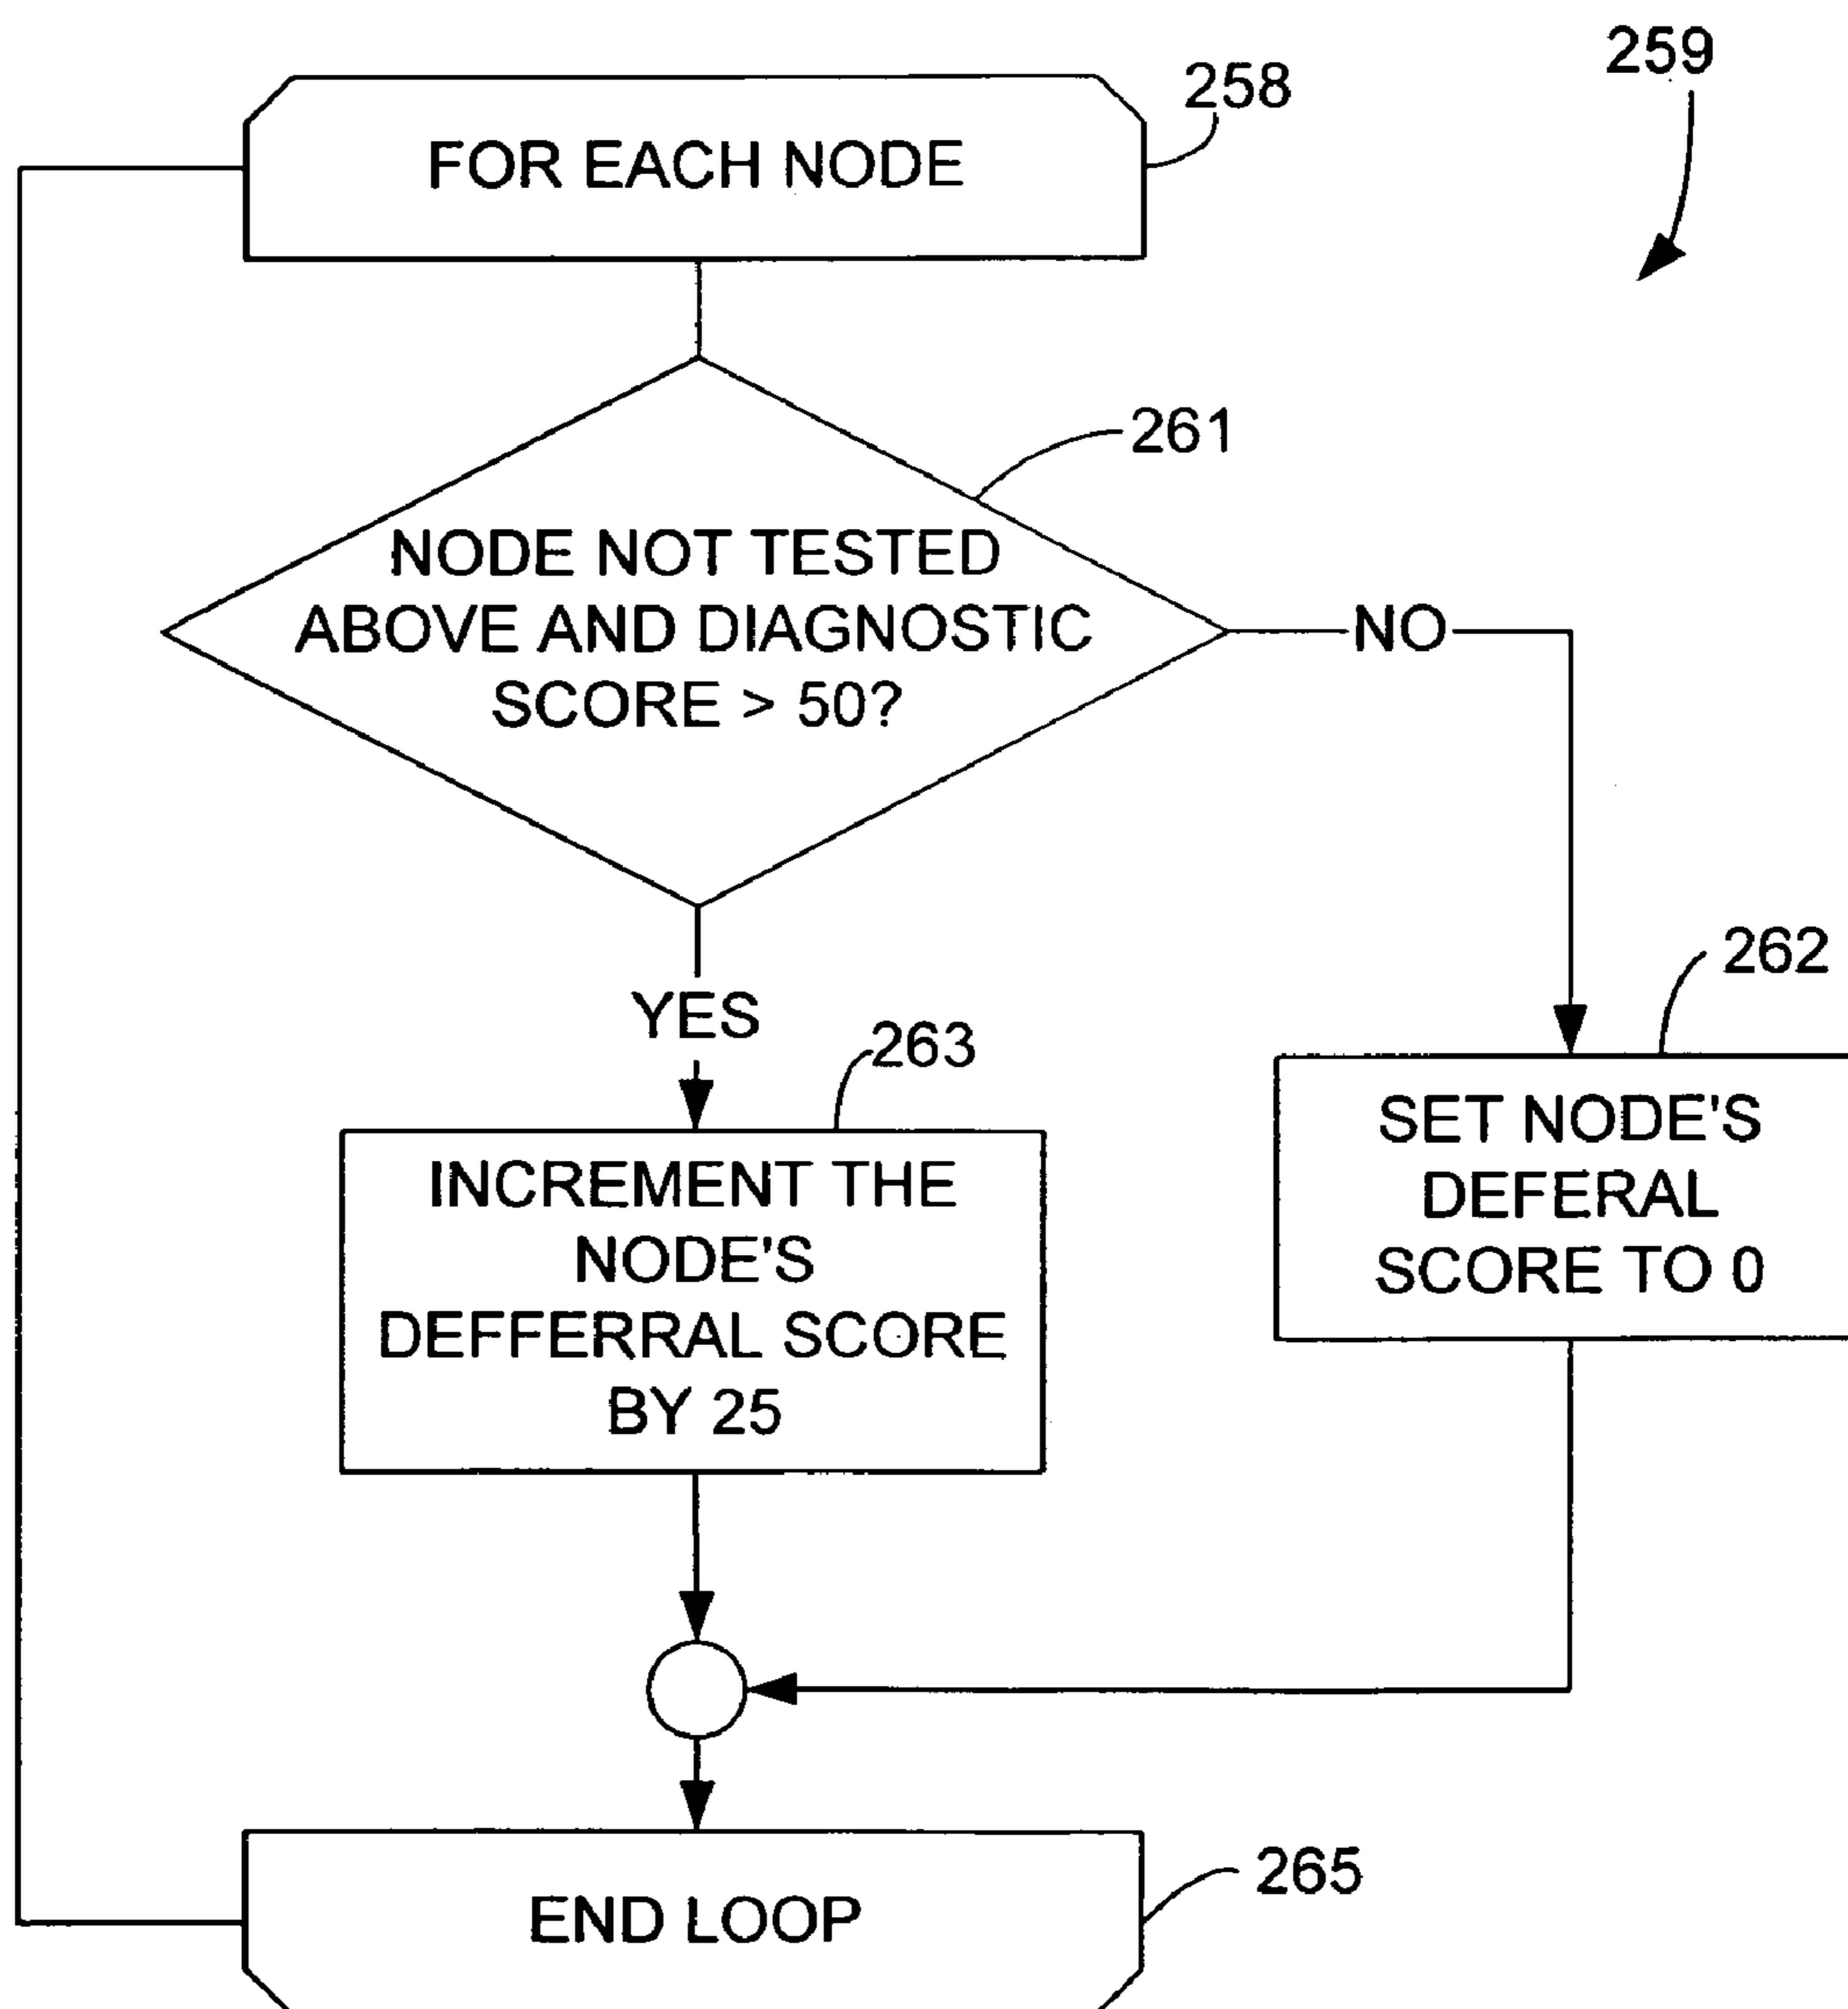 259
258
FOR EACH NODE
261
NODE NOT TESTED
ABOVE AND DIAGNOSTIC
SCORE > 50?
NO
YES
262
263
SET NODE'S
DEFERAL
SCORE TO 0
INCREMENT THE
NODE'S
DEFFERRAL SCORE
BY 25
265
END LOOP